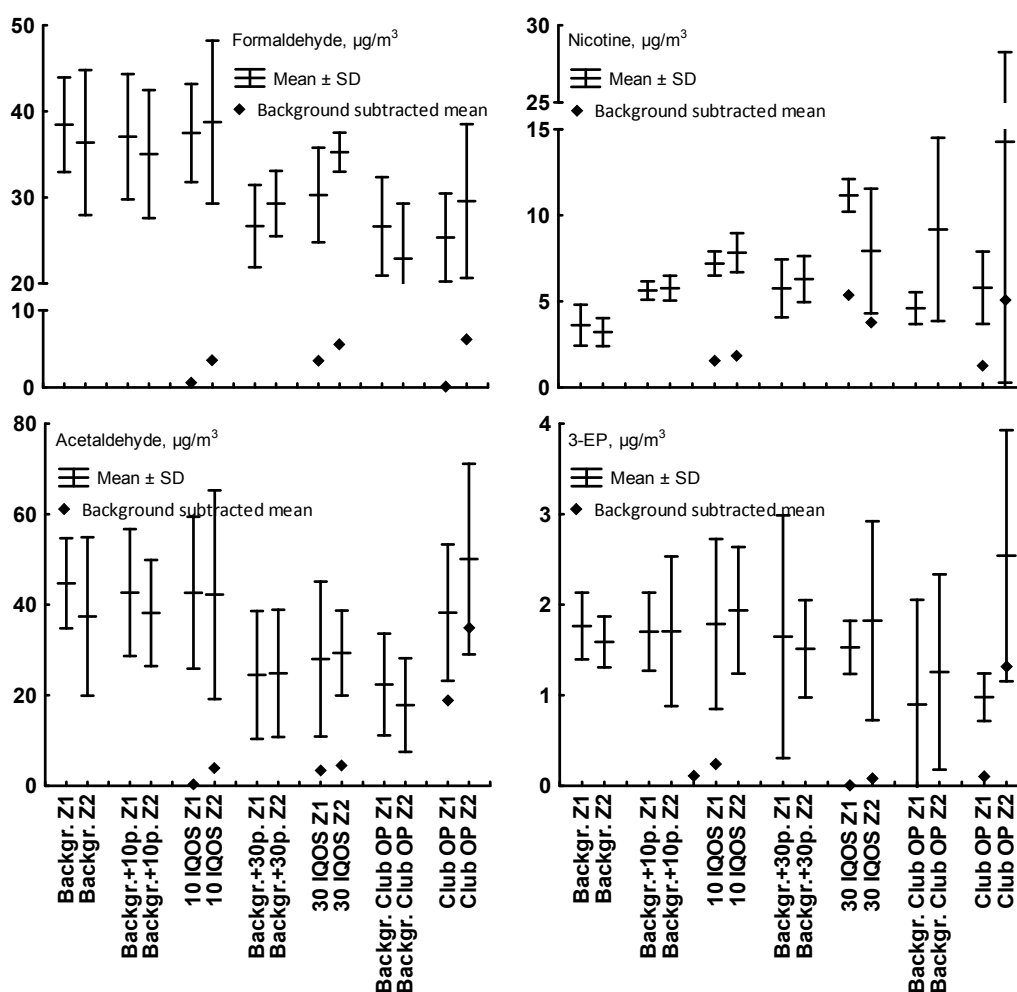 50
40
30
20
10
0
Formaldehyde, µg/m³
Mean ± SD
Background subtracted mean
30
25
15
10
5
0
Nicotine, µg/m³
Mean ± SD
Background subtracted mean
80
60
40
20
0
Acetaldehyde, µg/m³
Mean ± SD
Background subtracted mean
4
3
2
1
0
3-EP, µg/m³
Mean ± SD
Background subtracted mean
Backgr. Z1
Backgr. Z2
Backgr.+10p. Z1
Backgr.+10p. Z2
10 IQOS Z1
10 IQOS Z2
Backgr.+30p. Z1
Backgr.+30p. Z2
30 IQOS Z1
30 IQOS Z2
Backgr. Club OP Z1
Backgr. Club OP Z2
Club OP Z1
Club OP Z2
Backgr. Z1
Backgr. Z2
Backgr.+10p. Z1
Backgr.+10p. Z2
10 IQOS Z1
10 IQOS Z2
Backgr.+30p. Z1
Backgr.+30p. Z2
30 IQOS Z1
30 IQOS Z2
Backgr. Club OP Z1
Backgr. Club OP Z2
Club OP Z1
Club OP Z2